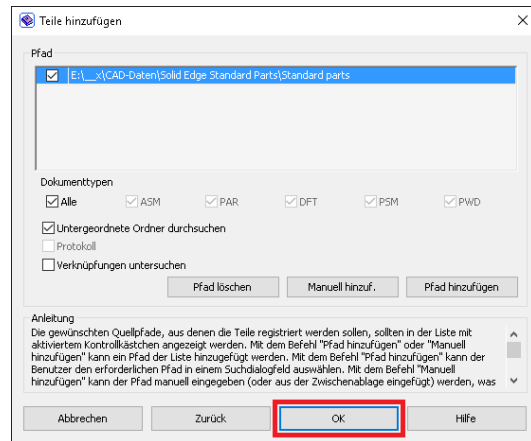 Teile hinzufügen
Pfad
E:\__x\CAD-Daten\Solid Edge Standard Parts\Standard parts
Dokumenttypen
Alle ASM PAR DFT PSM PWD
Untergeordnete Ordner durchsuchen
Protokoll
Verknüpfungen untersuchen
Pfad löschen Manuell hinzuf. Pfad hinzufügen
Anleitung
Die gewünschten Quellpfade, aus denen die Teile registriert werden sollen, sollten in der Liste mit
aktiviertem Kontrollkästchen angezeigt werden. Mit dem Befehl "Pfad hinzufügen" oder "Manuell
hinzufügen" kann ein Pfad der Liste hinzugefügt werden. Mit dem Befehl "Pfad hinzufügen" kann der
Benutzer den erforderlichen Pfad in einem Suchdialogfeld auswählen. Mit dem Befehl "Manuell
hinzufügen" kann der Pfad manuell eingegeben (oder aus der Zwischenablage eingefügt) werden, was
Abbrechen Zurück OK Hilfe